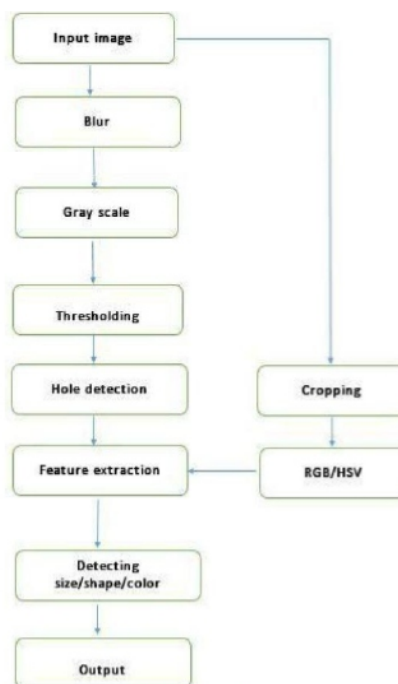 Input image
Blur
Gray scale
Thresholding
Hole detection
Cropping
Feature extraction
RGB/HSV
Detecting
size/shape/color
Output